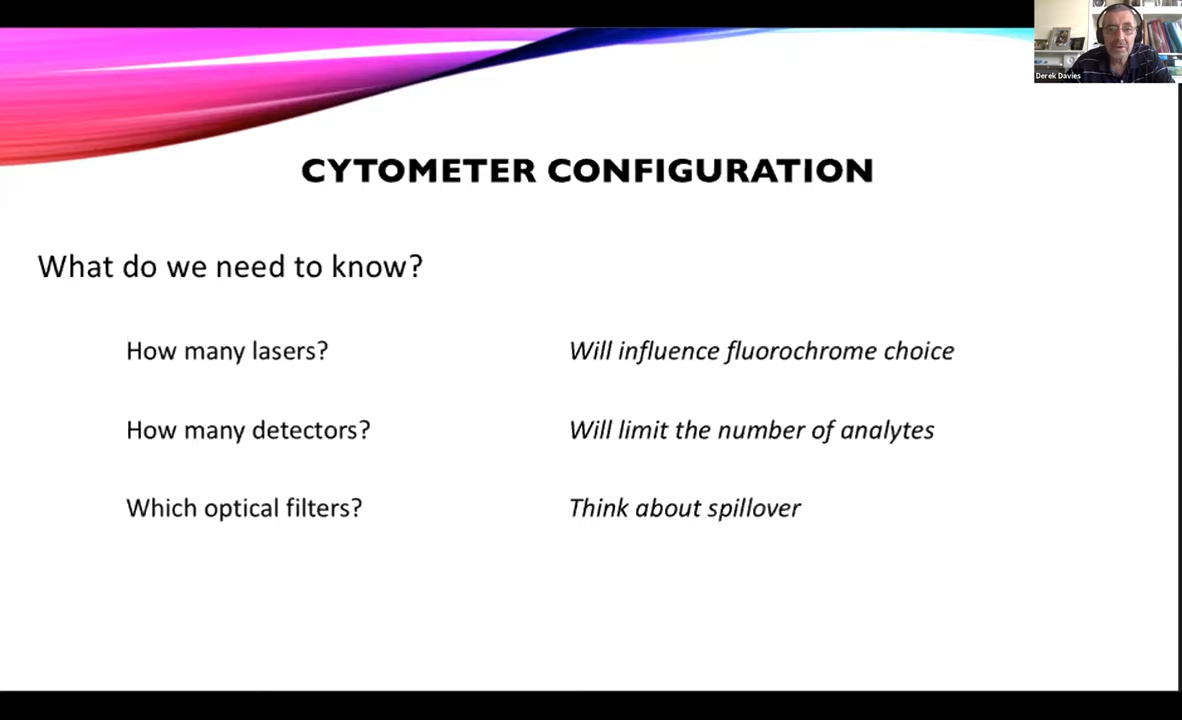 Derek Davies
CYTOMETER CONFIGURATION
What do we need to know?
How many lasers? Will influence fluorochrome choice
How many detectors? Will limit the number of analytes
Which optical filters? Think about spillover